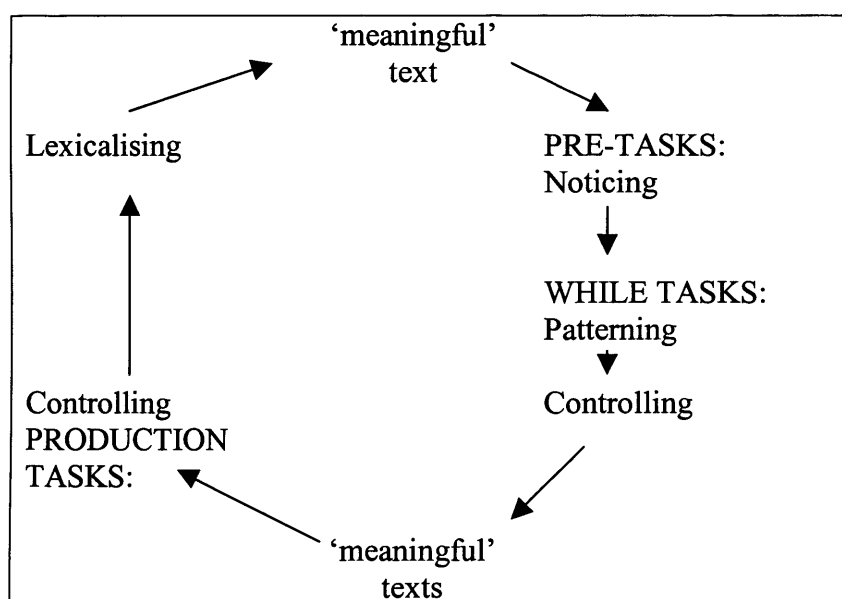 ‘meaningful’
text
Lexicalising
PRE-TASKS:
Noticing
WHILE TASKS:
Patterning
Controlling
Controlling
PRODUCTION
TASKS:
‘meaningful’
texts